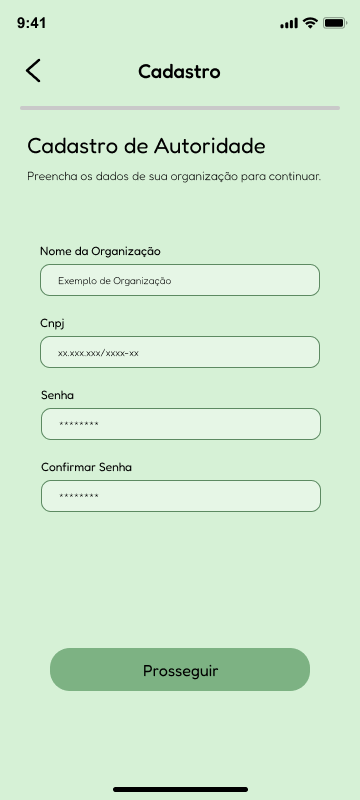 9:41
Cadastro
Cadastro de Autoridade
Preencha os dados de sua organização para continuar.
Nome da Organização
Exemplo de Organização
Cnpj
xx.xxx.xxx/xxxx-xx
Senha
********
Confirmar Senha
********
Prosseguir